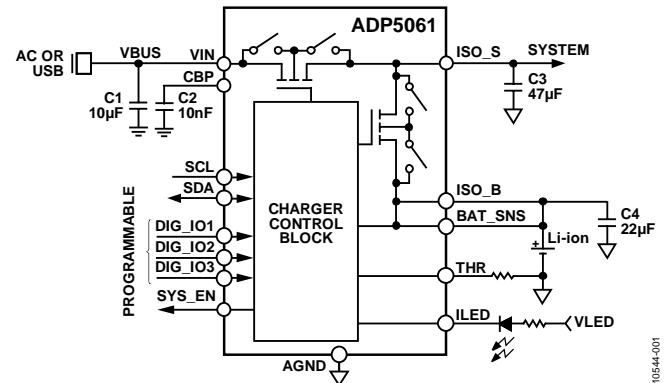 ADP5061
AC OR
USB
VBUS
VIN
CBP
C1
10µF
C2
10nF
ISO_S
SYSTEM
C3
47µF
SCL
SDA
PROGRAMMABLE
DIG_IO1
DIG_IO2
DIG_IO3
SYS_EN
CHARGER
CONTROL
BLOCK
ISO_B
BAT_SNS
C4
22µF
+
Li-ion
THR
ILED
VLED
AGND
10544-001